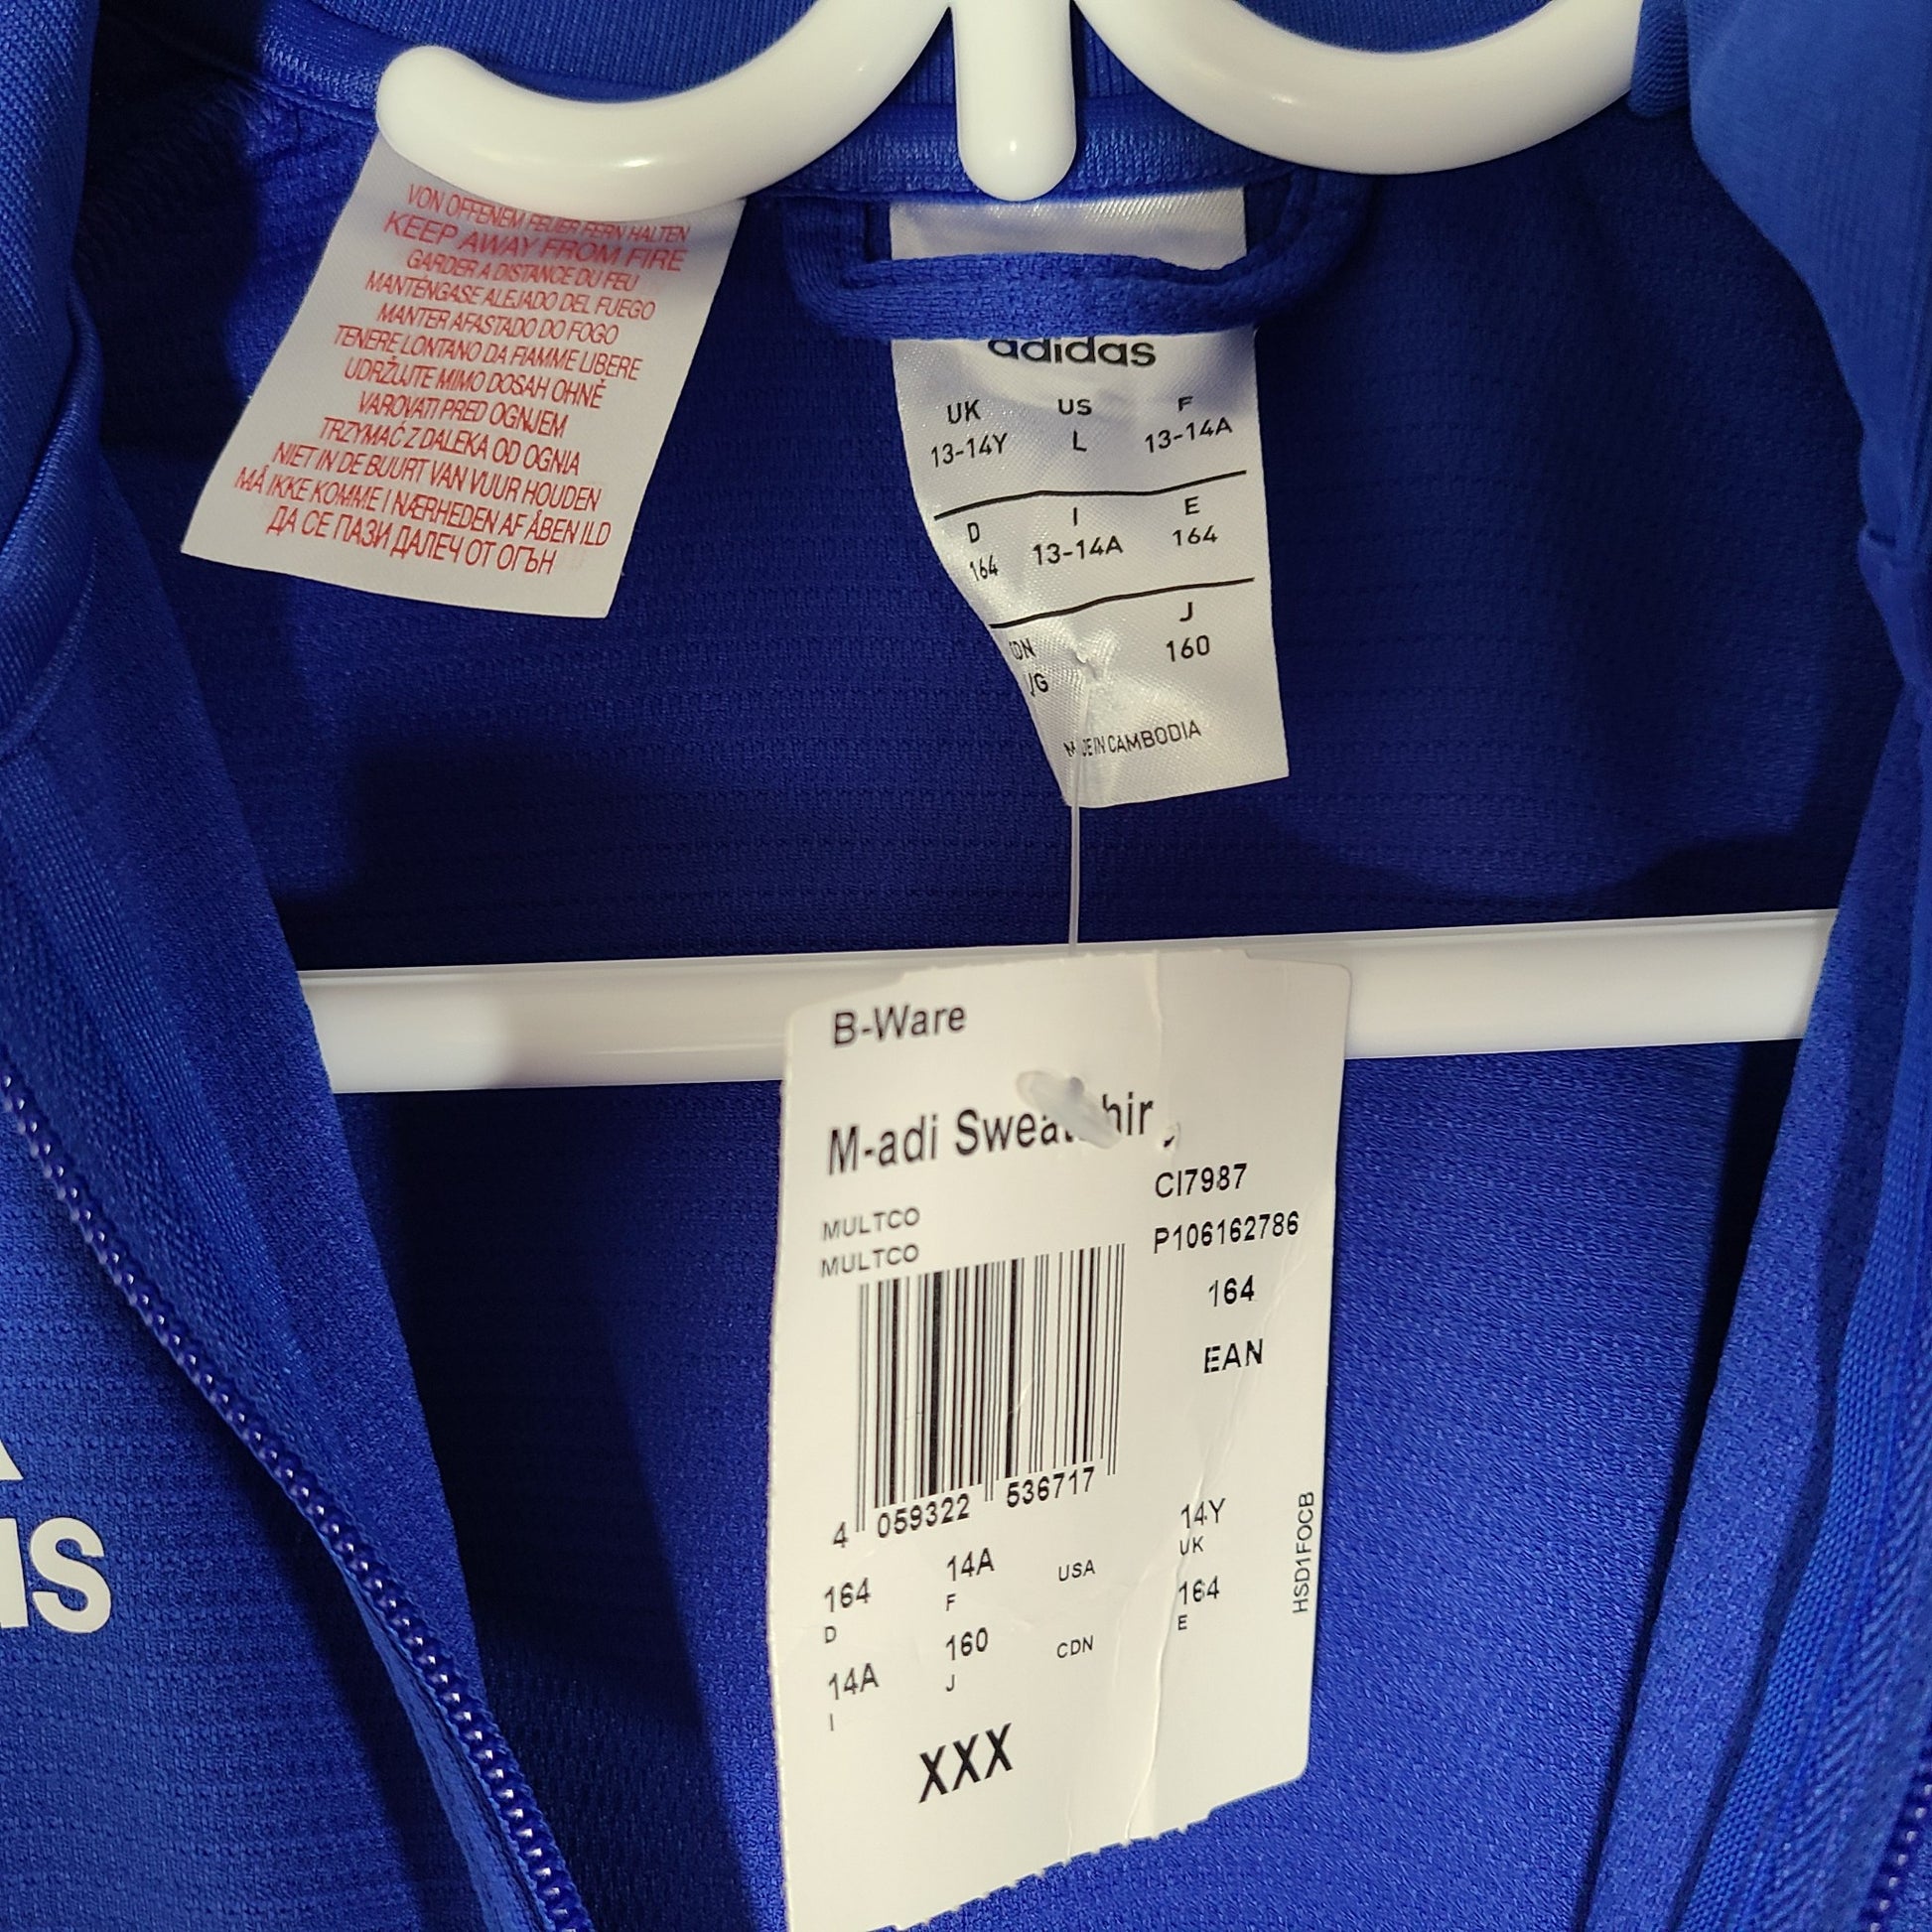 VON OFFENEM FEUER FERN HALTEN
KEEP AWAY FROM FIRE
GARDER A DISTANCE DU FEU
MANTÉNGASE ALEJADO DEL FUEGO
MANTER AFASTADO DO FOGO
TENERE LONTANO DA FIAMME LIBERE
UDRŽUJTE MIMO DOSAH OHNĚ
VAROVATI PRED OGNJEM
TRZYMAĆ Z DALEKA OD OGNIA
NIET IN DE BUURT VAN VUUR HOUDEN
MÅ IKKE KOMME I NÆRHEDEN AF ÅBEN ILD
ДА СЕ ПАЗИ ДАЛЕЧ ОТ ОГЪН
adidas
UK US F
13-14Y L 13-14A
D I E
164 13-14A 164
J
160
IN CAMBODIA
B-Ware
M-adi
MULTCO
MULTCO
CI7987
P106162786
164
EAN
4 059322 536717
164 14A USA 14Y
D F UK
14A 160 CDN 164
I J E
XXX
HSD1FOCB